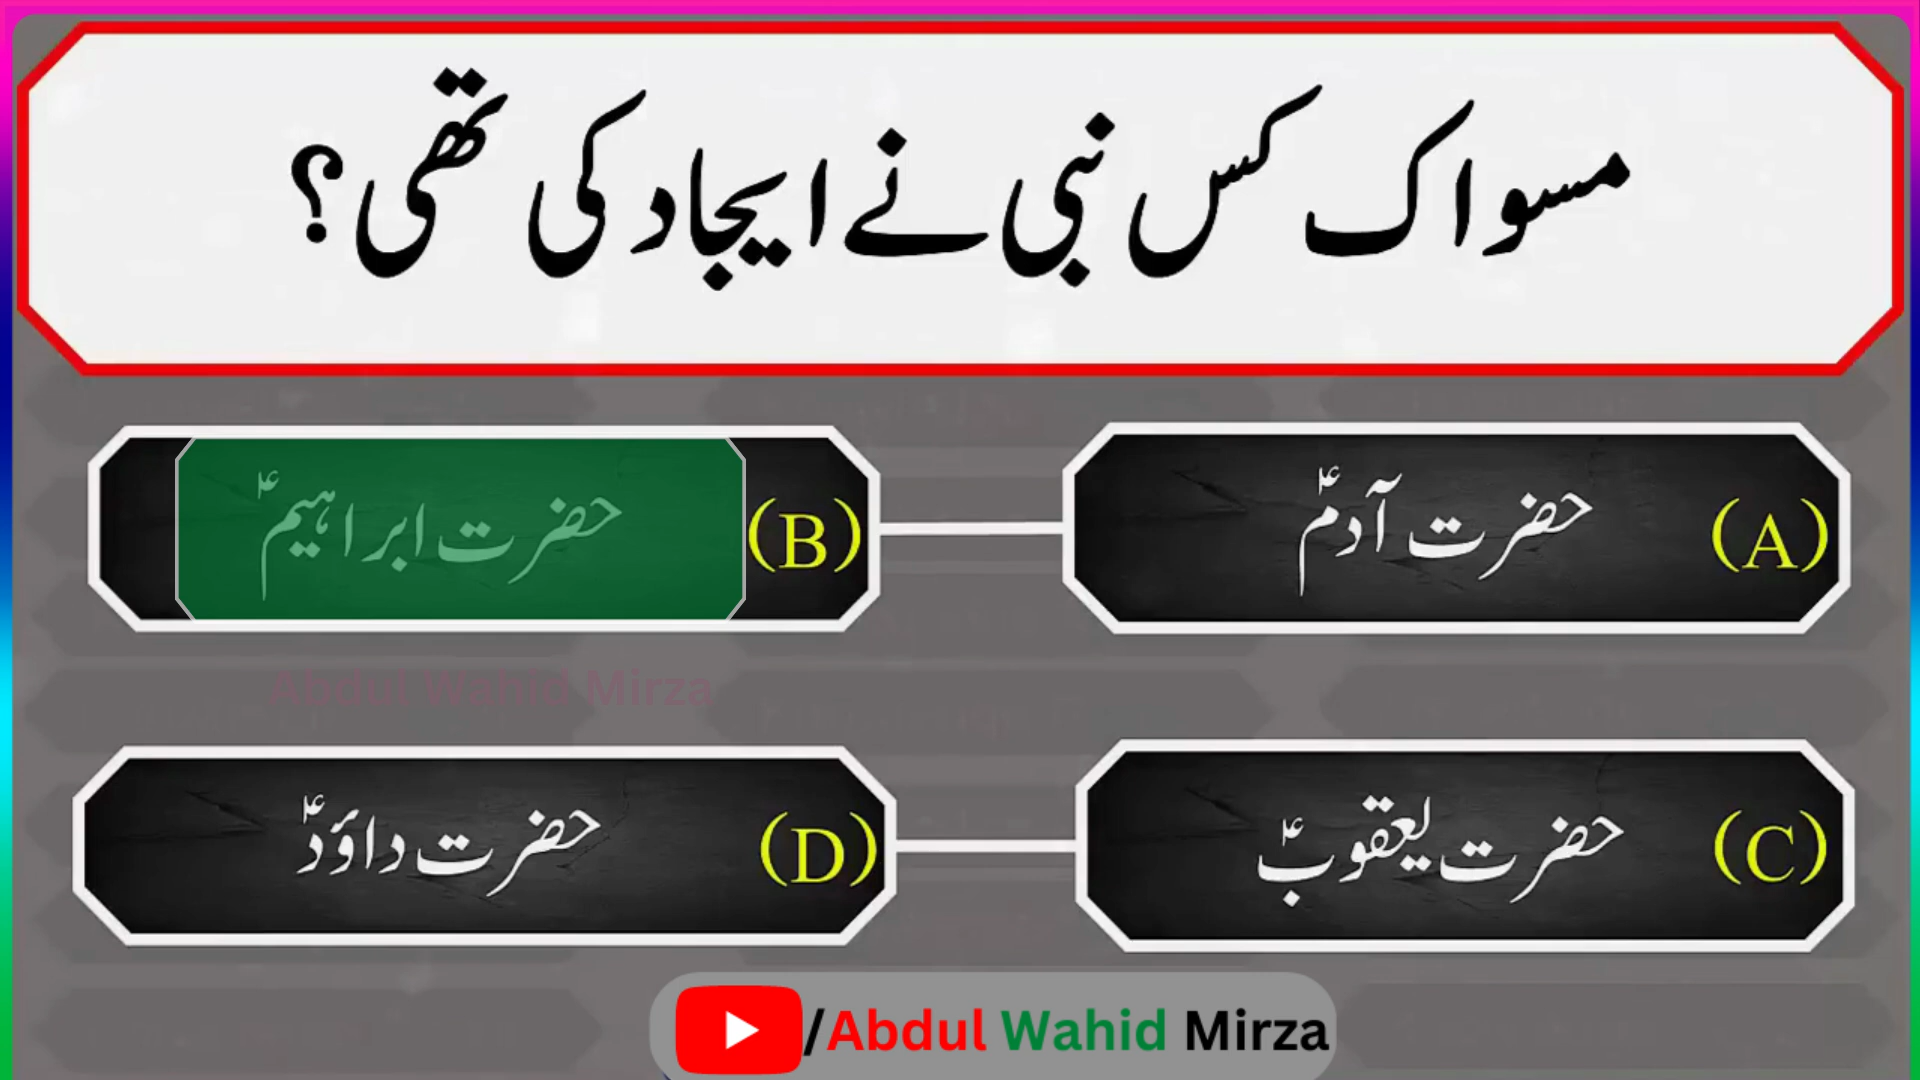 مسواک کس نبی نے ایجاد کی تھی؟
(A) حضرت آدمؑ
(B) حضرت ابراہیمؑ
Abdul Wahid Mirza
(C) حضرت یعقوبؑ
(D) حضرت داؤدؑ
/Abdul Wahid Mirza